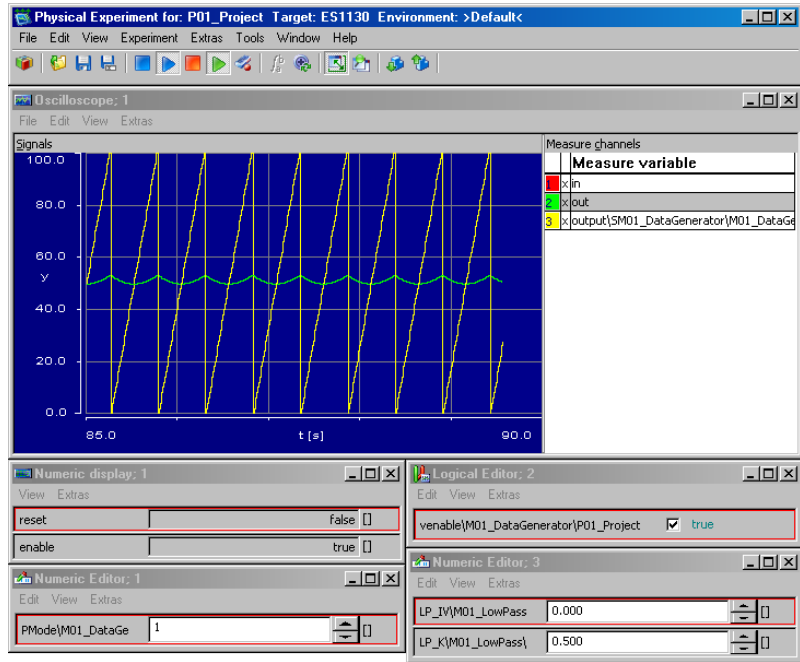 Physical Experiment for: P01_Project Target: ES1130 Environment: >Default<
File Edit View Experiment Extras Tools Window Help
Oscilloscope; 1
File Edit View Extras
Signals
100.0
80.0
60.0
y
40.0
20.0
0.0
85.0 t [s] 90.0
Measure channels
Measure variable
1 x in
2 x out
3 x output\SM01_DataGenerator\M01_DataGe
Numeric display; 1
View Extras
reset false []
enable true []
Logical Editor; 2
Edit View Extras
venable\M01_DataGenerator\P01_Project true
Numeric Editor; 1
Edit View Extras
PMode\M01_DataGe 1 []
Numeric Editor; 3
Edit View Extras
LP_IV\M01_LowPass 0.000 []
LP_K\M01_LowPass\ 0.500 []